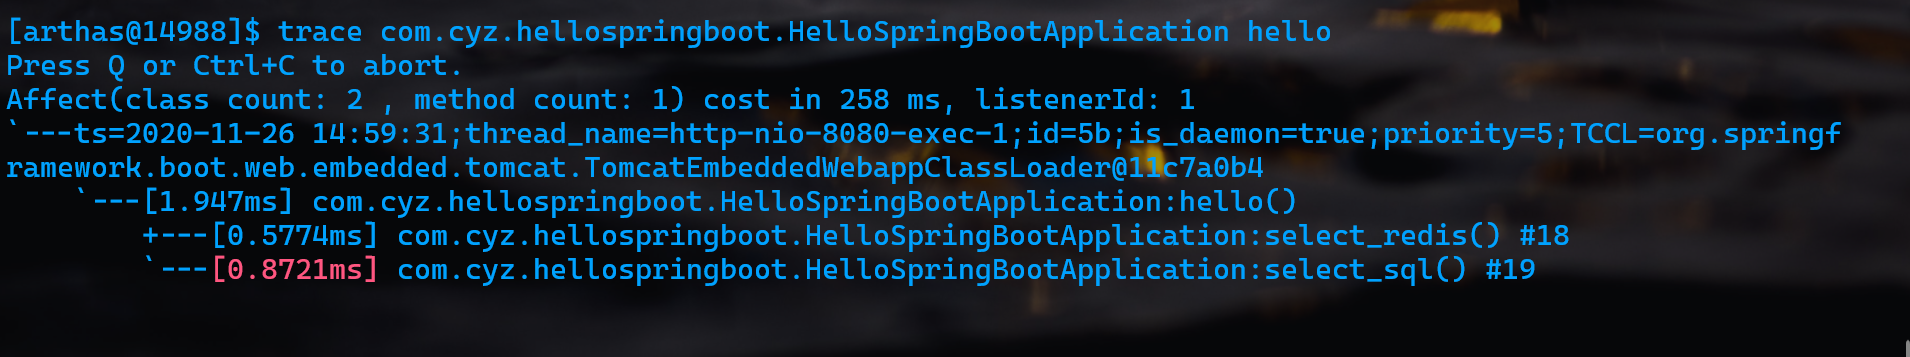 [arthas@14988]$ trace com.cyz.hellospringboot.HelloSpringBootApplication hello
Press Q or Ctrl+C to abort.
Affect(class count: 2 , method count: 1) cost in 258 ms, listenerId: 1
`---ts=2020-11-26 14:59:31;thread_name=http-nio-8080-exec-1;id=5b;is_daemon=true;priority=5;TCCL=org.springf
ramework.boot.web.embedded.tomcat.TomcatEmbeddedWebappClassLoader@11c7a0b4
    `---[1.947ms] com.cyz.hellospringboot.HelloSpringBootApplication:hello()
        +---[0.5774ms] com.cyz.hellospringboot.HelloSpringBootApplication:select_redis() #18
        `---[0.8721ms] com.cyz.hellospringboot.HelloSpringBootApplication:select_sql() #19